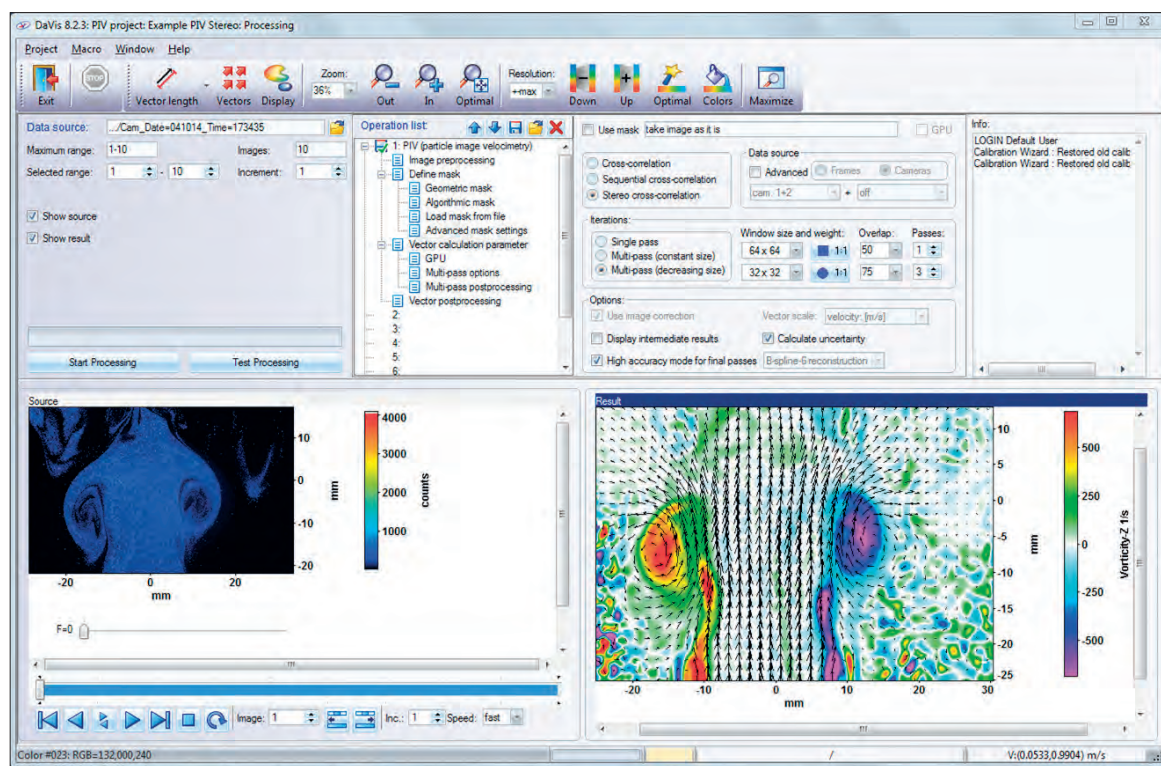 DaVis 8.2.3: PIV project: Example PIV Stereo: Processing
Project Macro Window Help
Exit
STOP
Vector length
Vectors
Display
Zoom:
36%
Out
In
Optimal
Resolution:
+-max
Down
Up
Optimal
Colors
Maximize
Data source: .../Cam_Date=041014_Time=173435
Maximum range: 1-10 Images: 10
Selected range: 1 - 10 Increment: 1
Show source
Show result
Start Processing Test Processing
Operation list:
1: PIV (particle image velocimetry)
Image preprocessing
Define mask
Geometric mask
Algorithmic mask
Load mask from file
Advanced mask settings
Vector calculation parameter
GPU
Multi-pass options
Multi-pass postprocessing
Vector postprocessing
2:
3:
4:
5:
6:
Use mask take image as it is GPU
Cross-correlation
Sequential cross-correlation
Stereo cross-correlation
Data source
Advanced Frames Cameras
cam. 1+2 + off
Iterations:
Single pass
Multi-pass (constant size)
Multi-pass (decreasing size)
Window size and weight: Overlap: Passes:
64 x 64 1:1 50 1
32 x 32 1:1 75 3
Options:
Use image correction Vector scale: velocity: [m/s]
Display intermediate results Calculate uncertainty
High accuracy mode for final passes B-spline-6 reconstruction
Info:
LOGIN Default User
Calibration Wizard : Restored old calib
Calibration Wizard : Restored old calib
Source
10
0
-10
-20
mm
-20 0 20
mm
4000
3000
2000
1000
counts
F=0
Image: 1 Inc.: 1 Speed: fast
Result
10
5
0
-5
-10
-15
-20
-25
mm
-20 -10 0 10 20 30
mm
500
250
0
-250
-500
Vorticity-Z 1/s
Color #023: RGB=132,000,240
/
V:(0.0533,0.9904) m/s